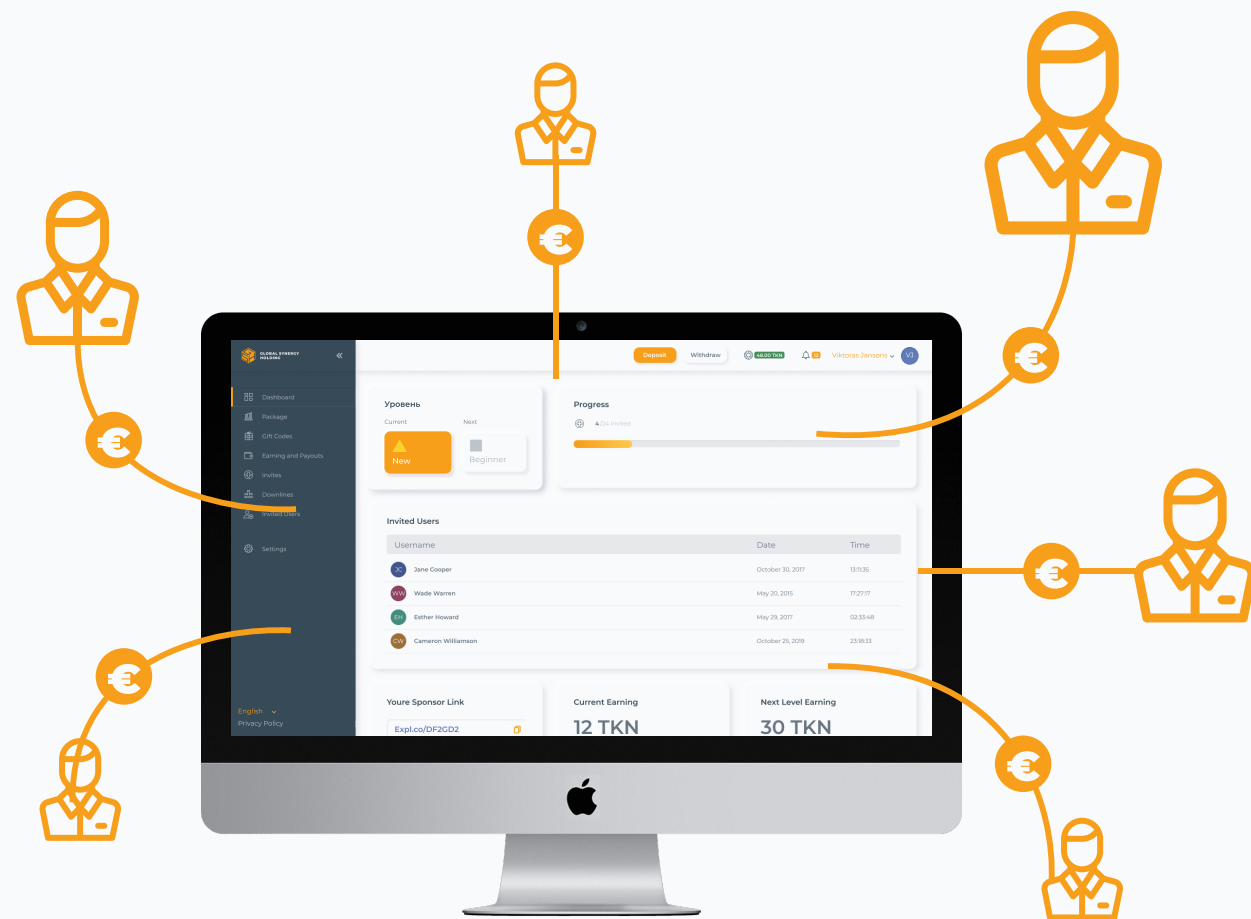 GLOBAL SYNERGY
HOLDING
«
Deposit
Withdraw
48.00 TKN
12
Viktoras Jansons
VJ
Dashboard
Package
Gift Codes
Earning and Payouts
Invites
Downlines
Invited Users
Settings
English
Privacy Policy
Уровень
Current
Next
New
Beginner
Progress
4/24 Invited
Invited Users
Username Date Time
JC Jane Cooper October 30, 2017 13:11:35
WW Wade Warren May 20, 2015 17:27:17
EH Esther Howard May 29, 2017 02:33:48
CW Cameron Williamson October 25, 2019 23:18:33
Youre Sponsor Link
Expl.co/DF2GD2
Current Earning
12 TKN
Next Level Earning
30 TKN
€
€
€
€
€
€